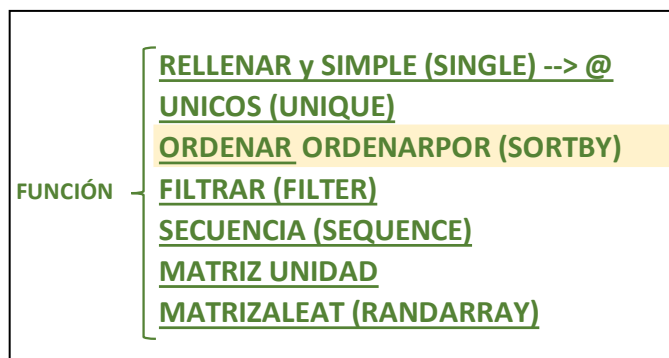 RELLENAR y SIMPLE (SINGLE) --> @
UNICOS (UNIQUE)
ORDENAR ORDENARPOR (SORTBY)
FUNCIÓN
FILTRAR (FILTER)
SECUENCIA (SEQUENCE)
MATRIZ UNIDAD
MATRIZALEAT (RANDARRAY)